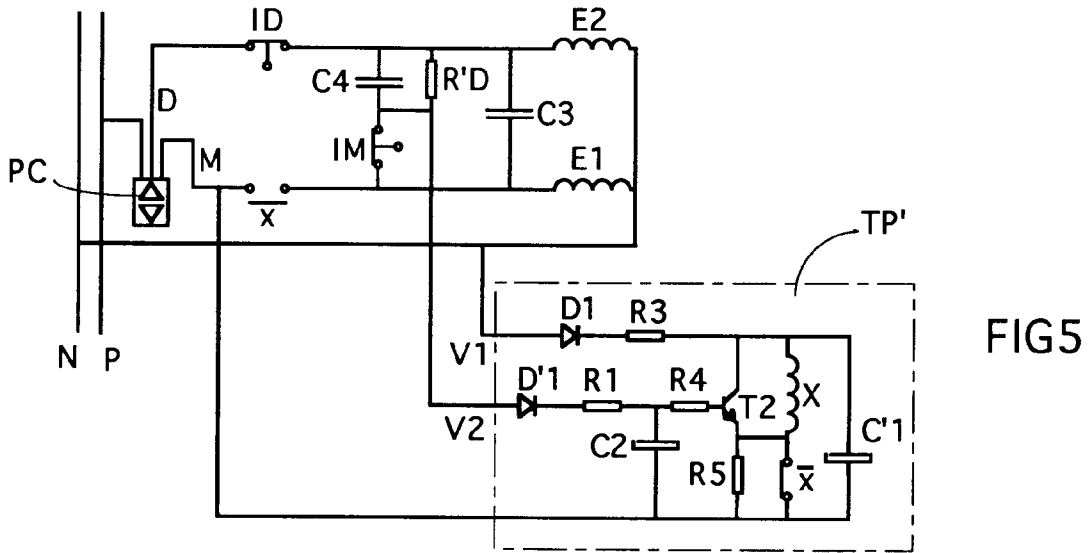 ID
E2
C4
R'D
C3
D
IM
E1
M
PC
x̅
TP'
D1
R3
FIG5
N
P
V1
D'1
R1
R4
T2
X
V2
C2
C'1
R5
x̅